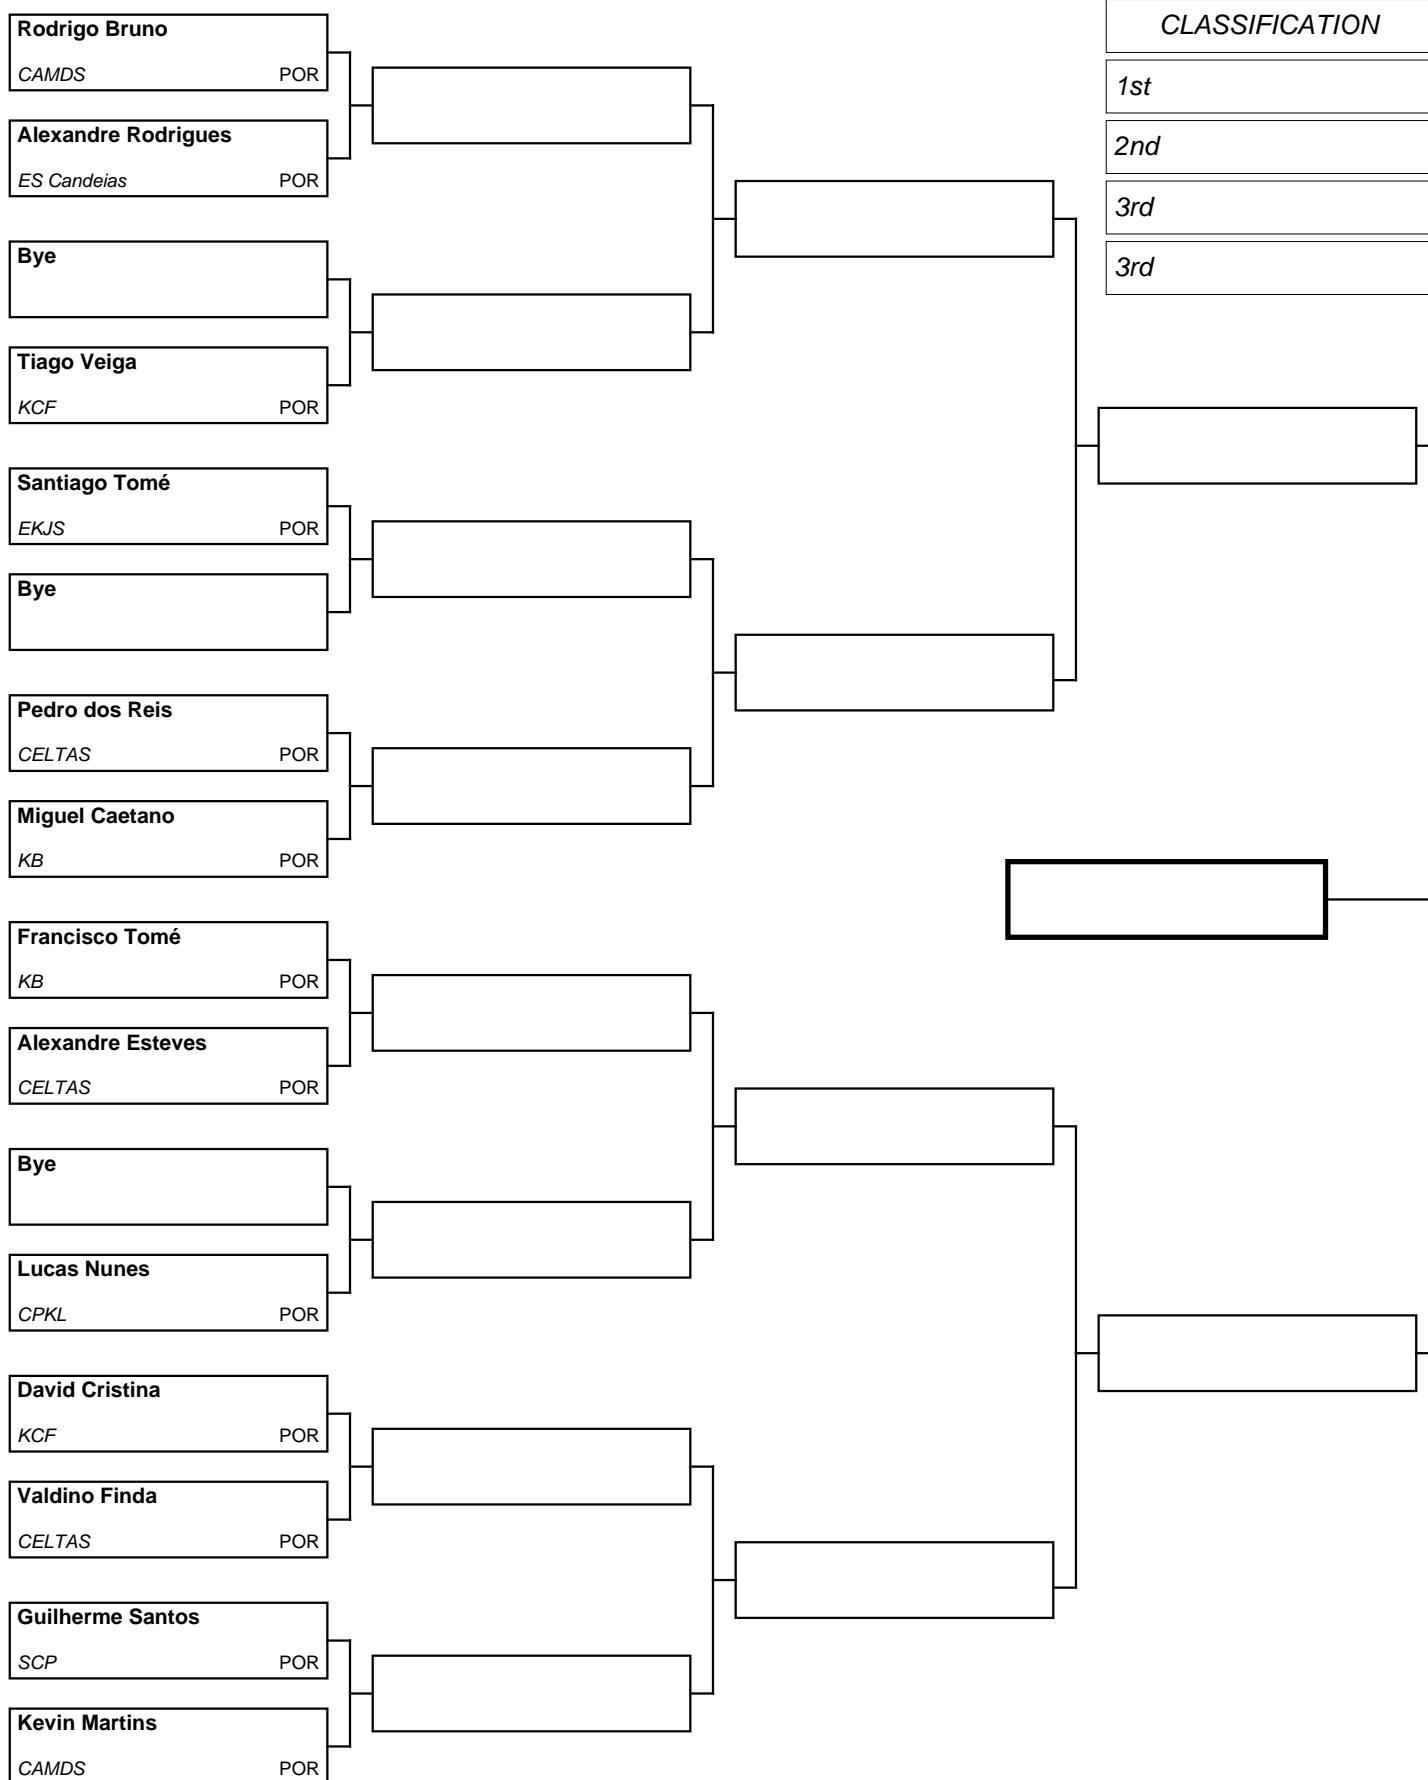 Rodrigo Bruno
CAMDS POR
Alexandre Rodrigues
ES Candeias POR
Bye
Tiago Veiga
KCF POR
Santiago Tomé
EKJS POR
Bye
Pedro dos Reis
CELTAS POR
Miguel Caetano
KB POR
Francisco Tomé
KB POR
Alexandre Esteves
CELTAS POR
Bye
Lucas Nunes
CPKL POR
David Cristina
KCF POR
Valdino Finda
CELTAS POR
Guilherme Santos
SCP POR
Kevin Martins
CAMDS POR
CLASSIFICATION
1st
2nd
3rd
3rd